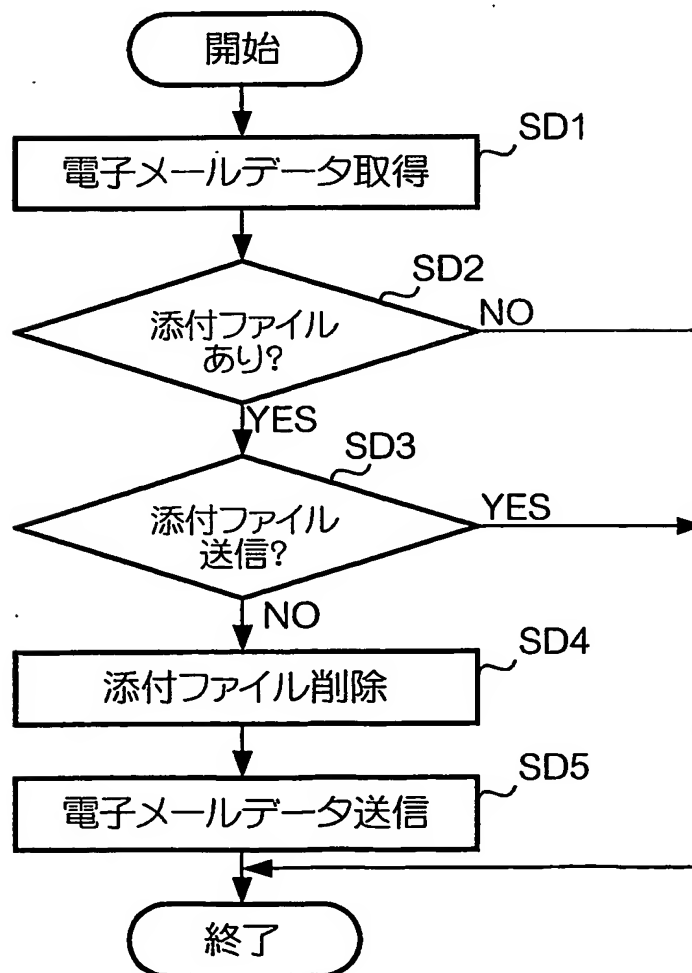 開始
SD1
電子メールデータ取得
SD2
添付ファイル
あり?
NO
YES
SD3
添付ファイル
送信?
YES
NO
SD4
添付ファイル削除
SD5
電子メールデータ送信
終了